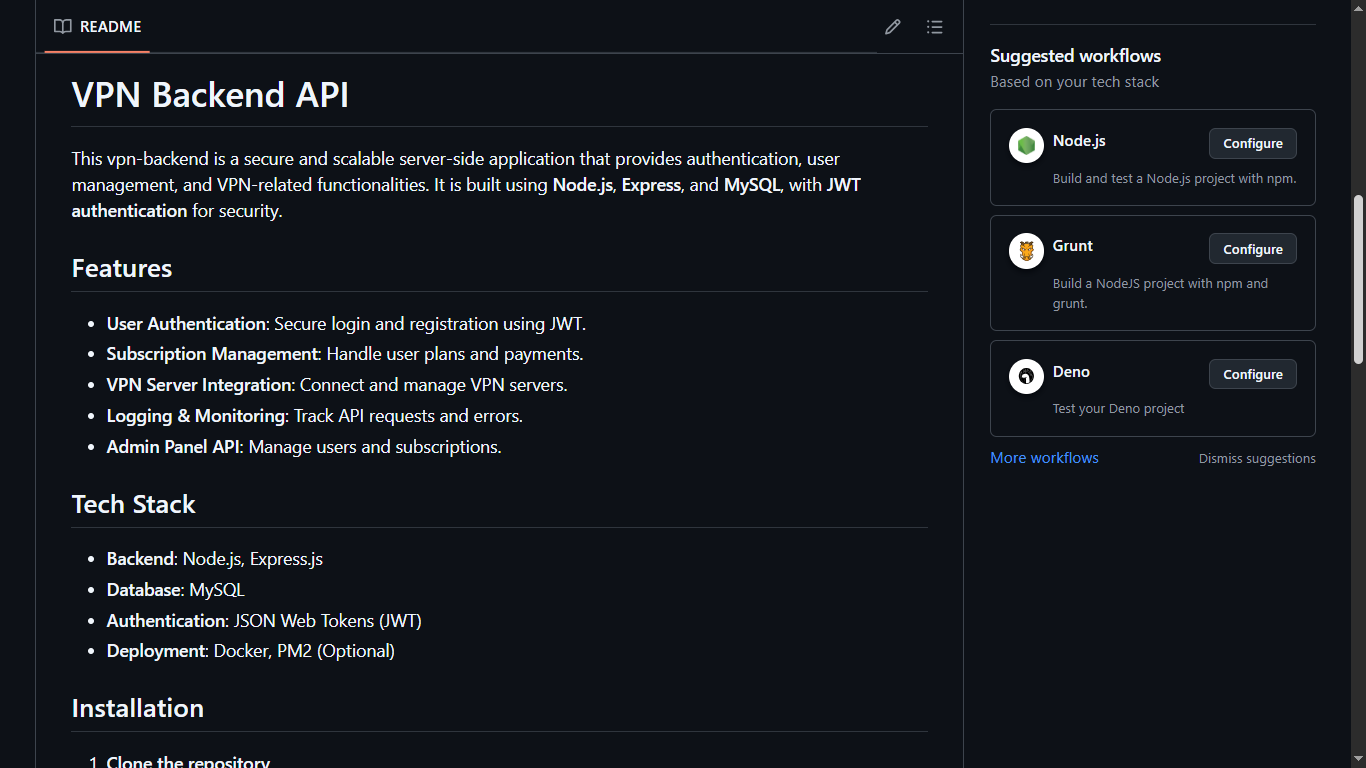 README
VPN Backend API
This vpn-backend is a secure and scalable server-side application that provides authentication, user
management, and VPN-related functionalities. It is built using Node.js, Express, and MySQL, with JWT
authentication for security.
Features
• User Authentication: Secure login and registration using JWT.
• Subscription Management: Handle user plans and payments.
• VPN Server Integration: Connect and manage VPN servers.
• Logging & Monitoring: Track API requests and errors.
• Admin Panel API: Manage users and subscriptions.
Tech Stack
• Backend: Node.js, Express.js
• Database: MySQL
• Authentication: JSON Web Tokens (JWT)
• Deployment: Docker, PM2 (Optional)
Installation
1. Clone the repository
Suggested workflows
Based on your tech stack
Node.js
Configure
Build and test a Node.js project with npm.
Grunt
Configure
Build a NodeJS project with npm and
grunt.
Deno
Configure
Test your Deno project
More workflows
Dismiss suggestions